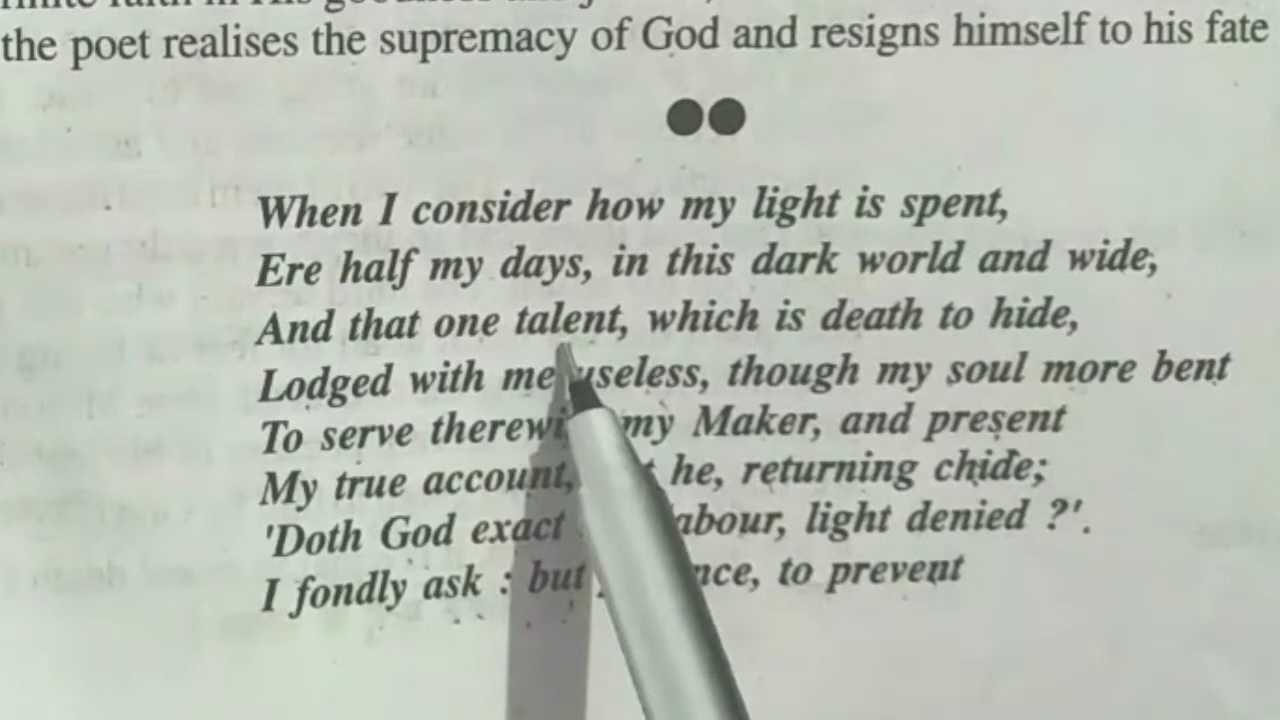 the poet realises the supremacy of God and resigns himself to his fate
When I consider how my light is spent,
Ere half my days, in this dark world and wide,
And that one talent, which is death to hide,
Lodged with me useless, though my soul more bent
To serve my Maker, and present
My true account, he, returning chide;
'Doth God exact light denied ?'.
I fondly ask : but to prevent